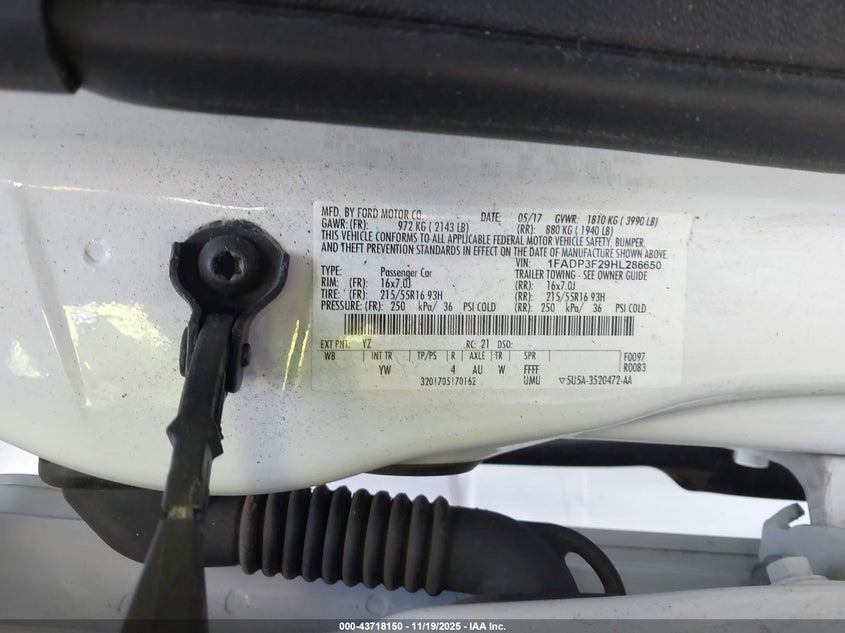 MFD. BY FORD MOTOR CO. DATE: 05/17 GVWR: 1810 KG ( 3990 LB)
GAWR: (FR): 972 KG ( 2143 LB) (RR): 880 KG ( 1940 LB)
THIS VEHICLE CONFORMS TO ALL APPLICABLE FEDERAL MOTOR VEHICLE SAFETY, BUMPER,
AND THEFT PREVENTION STANDARDS IN EFFECT ON THE DATE OF MANUFACTURE SHOWN ABOVE.
VIN: 1FADP3F29HL286650
TYPE: Passenger Car TRAILER TOWING - SEE OWNER GUIDE
RIM: (FR): 16x7.0J (RR): 16x7.0J
TIRE: (FR): 215/55R16 93H (RR): 215/55R16 93H
PRESSURE: (FR): 250 kPa/ 36 PSI COLD (RR): 250 kPa/ 36 PSI COLD
EXT PNT: YZ RC: 21 DSO:
WB INT TR TP/PS R AXLE TR SPR F0097
YW 4 AU W FFFF R0083
3201705170162 UMU ▽5U5A-3520472-AA
000-43718150 - 11/19/2025 - IAA Inc.